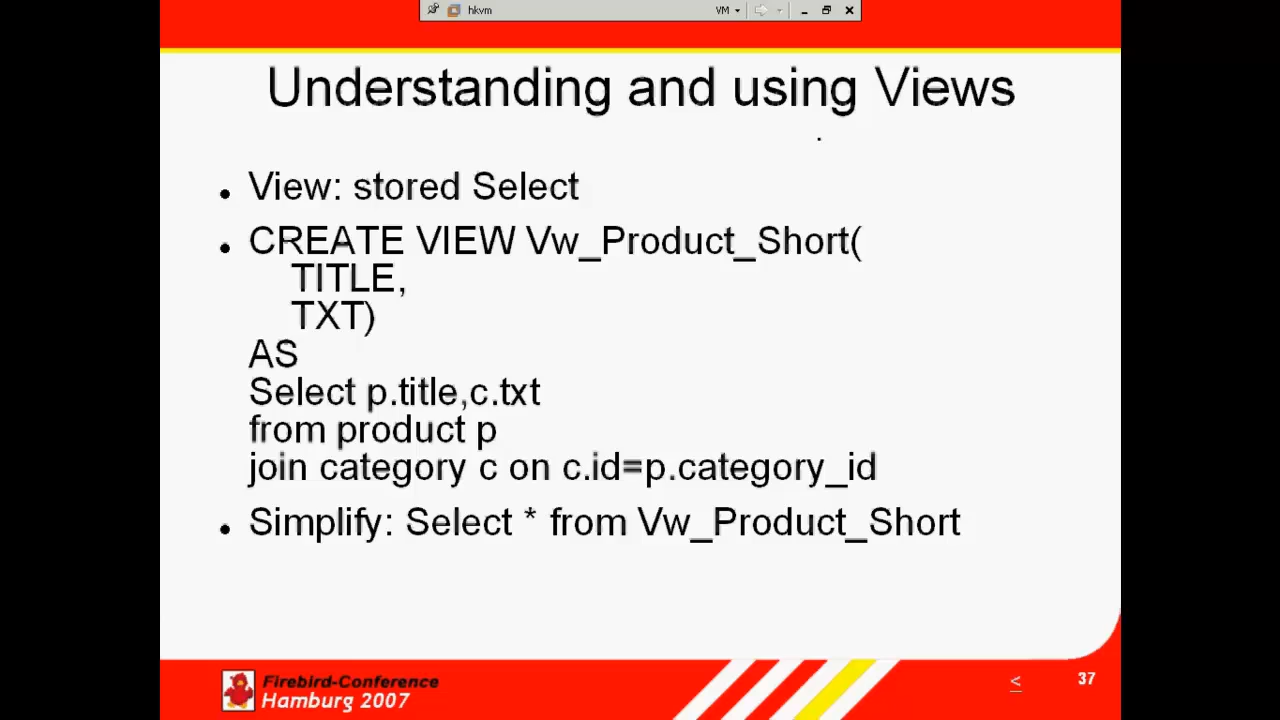 hkvm
VM
Understanding and using Views
• View: stored Select
• CREATE VIEW Vw_Product_Short(
TITLE,
TXT)
AS
Select p.title,c.txt
from product p
join category c on c.id=p.category_id
• Simplify: Select * from Vw_Product_Short
Firebird-Conference
Hamburg 2007
<
37